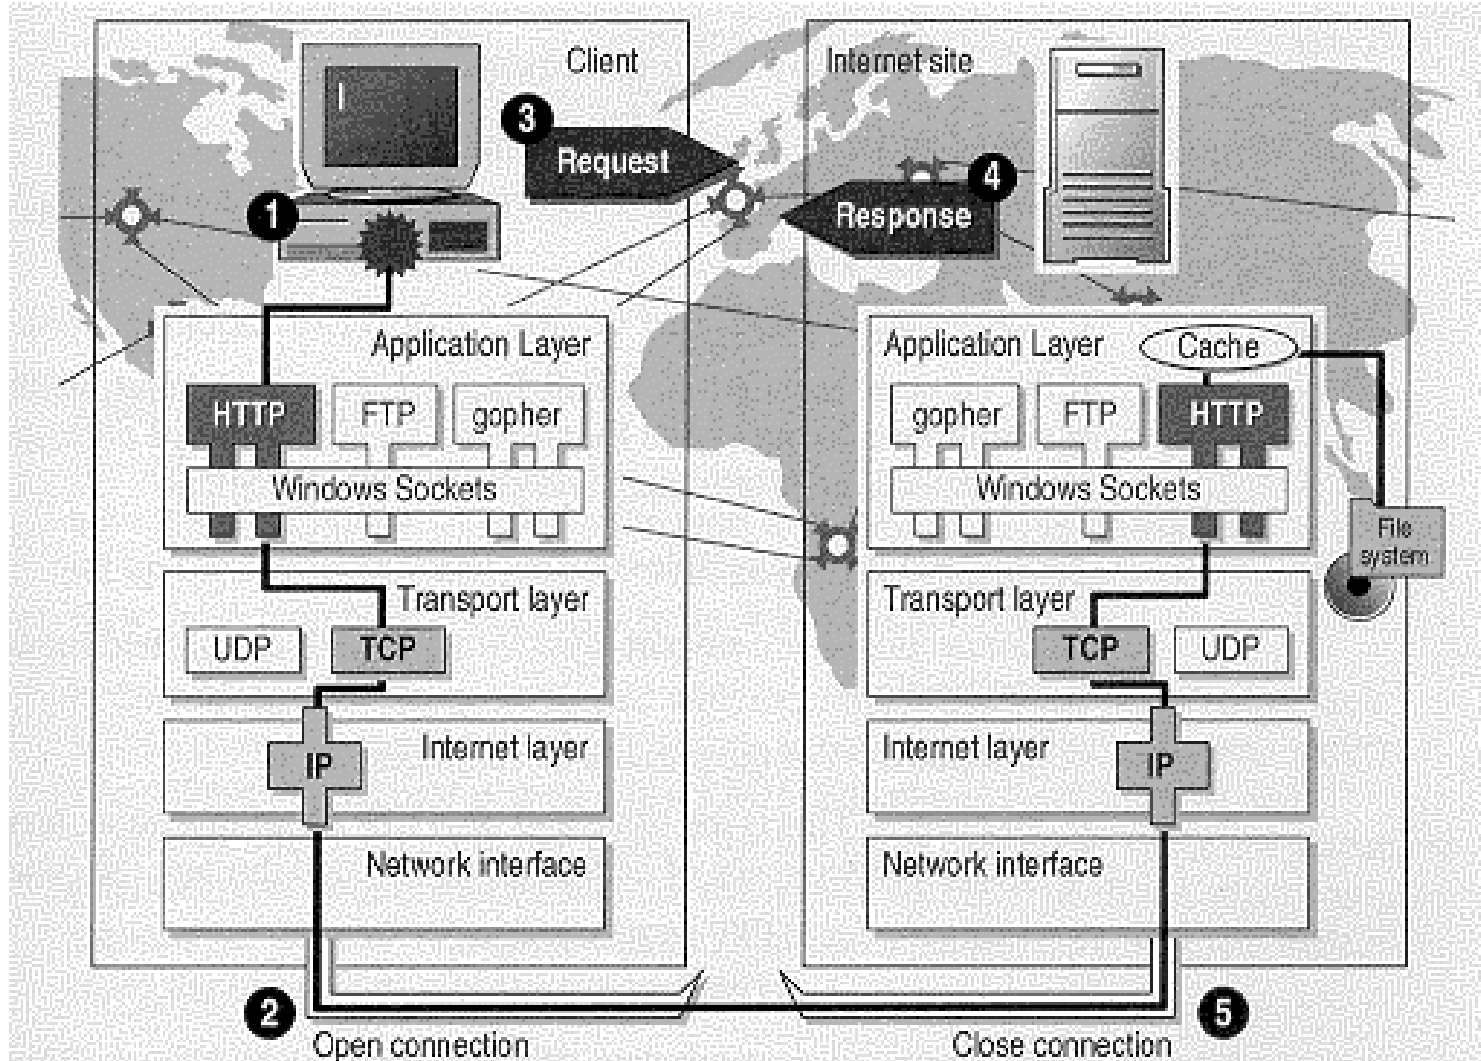 Client
3
Request
1
Application Layer
HTTP
FTP
gopher
Windows Sockets
Transport layer
UDP
TCP
Internet layer
IP
Network interface
2
Open connection
Internet site
4
Response
Application Layer
Cache
gopher
FTP
HTTP
Windows Sockets
File
system
Transport layer
TCP
UDP
Internet layer
IP
Network interface
5
Close connection